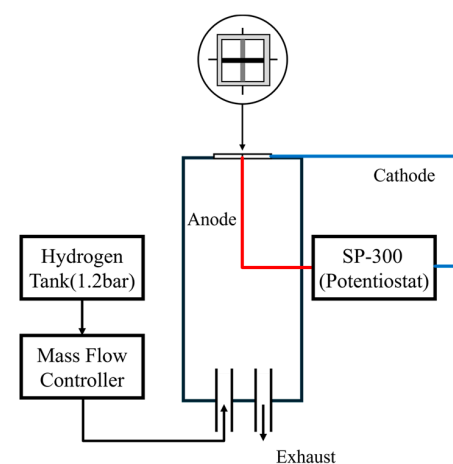 Cathode
Anode
Hydrogen
Tank(1.2bar)
SP-300
(Potentiostat)
Mass Flow
Controller
Exhaust